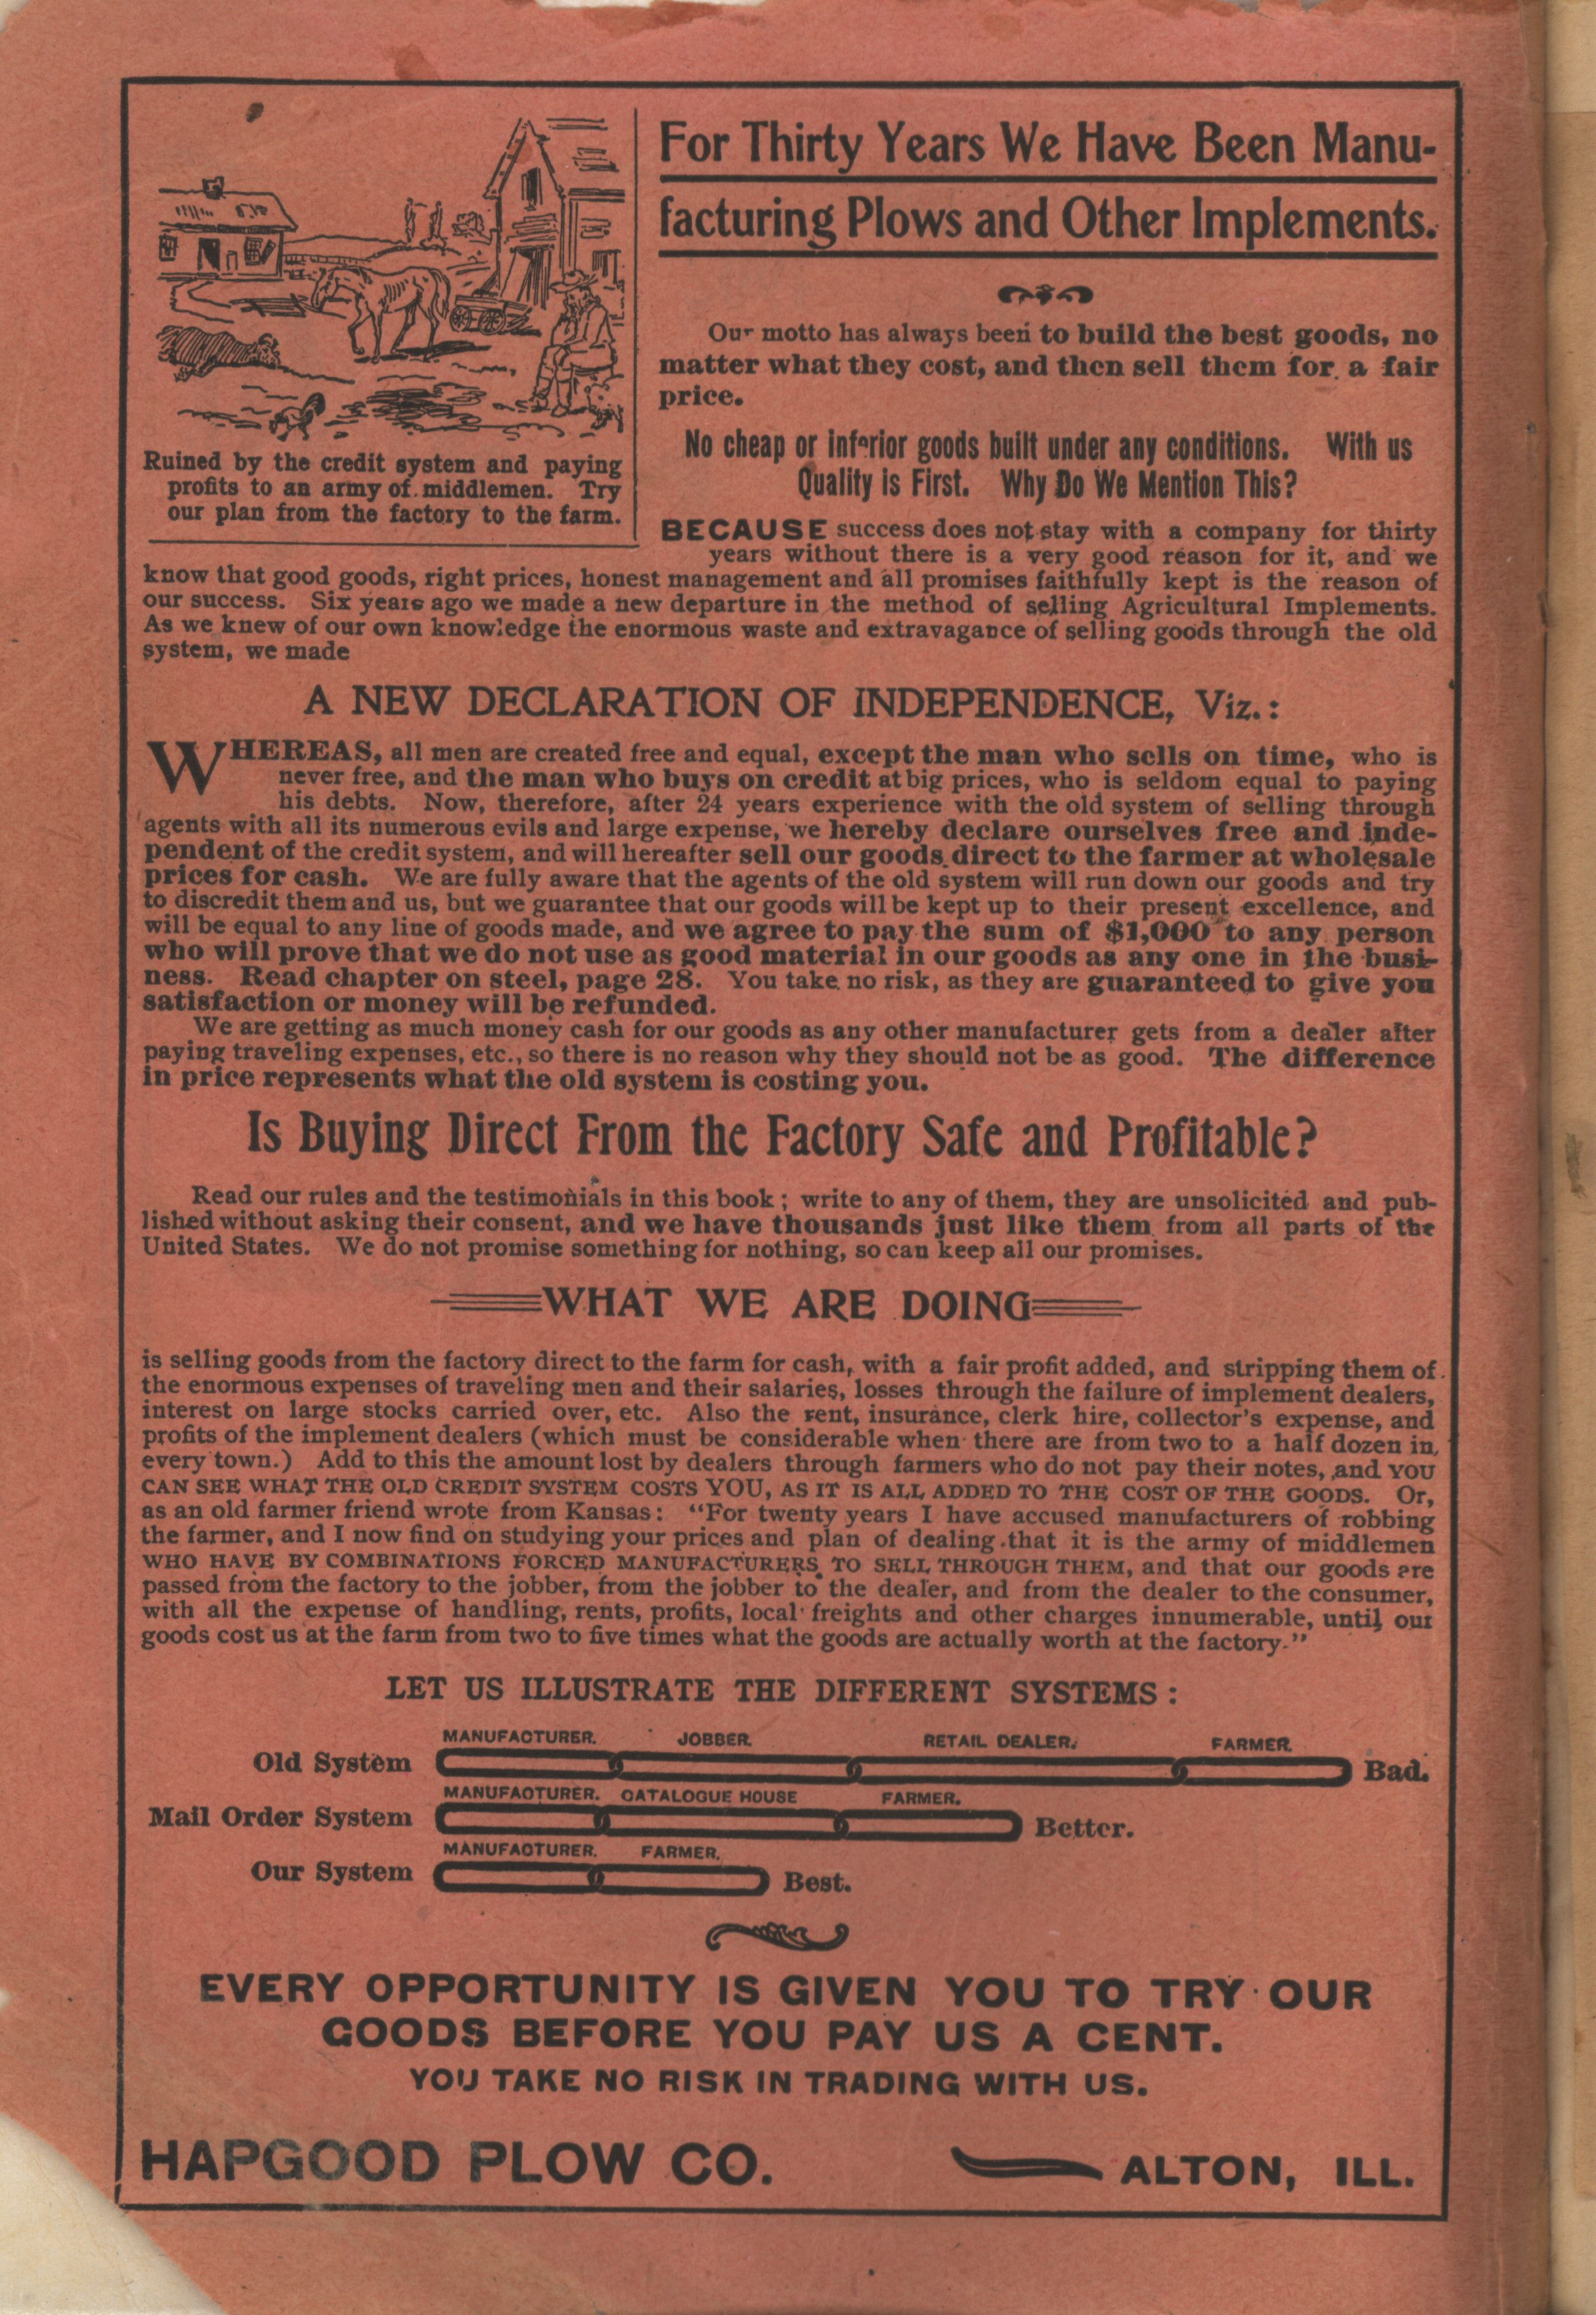 For Thirty Years We Have Been Manu-
facturing Plows and Other Implements.
Our motto has always been to build the best goods, no
matter what they cost, and then sell them for a fair
price.
No cheap or inferior goods built under any conditions. With us
Quality is First. Why Do We Mention This?
Ruined by the credit system and paying
profits to an army of middlemen. Try
our plan from the factory to the farm.
BECAUSE success does not stay with a company for thirty
years without there is a very good reason for it, and we
know that good goods, right prices, honest management and all promises faithfully kept is the reason of
our success. Six years ago we made a new departure in the method of selling Agricultural Implements.
As we knew of our own knowledge the enormous waste and extravagance of selling goods through the old
system, we made
A NEW DECLARATION OF INDEPENDENCE, Viz.:
WHEREAS, all men are created free and equal, except the man who sells on time, who is
never free, and the man who buys on credit at big prices, who is seldom equal to paying
his debts. Now, therefore, after 24 years experience with the old system of selling through
agents with all its numerous evils and large expense, we hereby declare ourselves free and inde-
pendent of the credit system, and will hereafter sell our goods direct to the farmer at wholesale
prices for cash. We are fully aware that the agents of the old system will run down our goods and try
to discredit them and us, but we guarantee that our goods will be kept up to their present excellence, and
will be equal to any line of goods made, and we agree to pay the sum of $1,000 to any person
who will prove that we do not use as good material in our goods as any one in the busi-
ness. Read chapter on steel, page 28. You take no risk, as they are guaranteed to give you
satisfaction or money will be refunded.
We are getting as much money cash for our goods as any other manufacturer gets from a dealer after
paying traveling expenses, etc., so there is no reason why they should not be as good. The difference
in price represents what the old system is costing you.
Is Buying Direct From the Factory Safe and Profitable?
Read our rules and the testimonials in this book; write to any of them, they are unsolicited and pub-
lished without asking their consent, and we have thousands just like them from all parts of the
United States. We do not promise something for nothing, so can keep all our promises.
WHAT WE ARE DOING
is selling goods from the factory direct to the farm for cash, with a fair profit added, and stripping them of
the enormous expenses of traveling men and their salaries, losses through the failure of implement dealers,
interest on large stocks carried over, etc. Also the rent, insurance, clerk hire, collector's expense, and
profits of the implement dealers (which must be considerable when there are from two to a half dozen in
every town.) Add to this the amount lost by dealers through farmers who do not pay their notes, and YOU
CAN SEE WHAT THE OLD CREDIT SYSTEM COSTS YOU, AS IT IS ALL ADDED TO THE COST OF THE GOODS. Or,
as an old farmer friend wrote from Kansas: "For twenty years I have accused manufacturers of robbing
the farmer, and I now find on studying your prices and plan of dealing that it is the army of middlemen
WHO HAVE BY COMBINATIONS FORCED MANUFACTURERS TO SELL THROUGH THEM, and that our goods are
passed from the factory to the jobber, from the jobber to the dealer, and from the dealer to the consumer,
with all the expense of handling, rents, profits, local freights and other charges innumerable, until our
goods cost us at the farm from two to five times what the goods are actually worth at the factory."
LET US ILLUSTRATE THE DIFFERENT SYSTEMS:
MANUFACTURER. JOBBER. RETAIL DEALER. FARMER.
Old System Bad.
MANUFACTURER. CATALOGUE HOUSE FARMER.
Mail Order System Better.
MANUFACTURER. FARMER.
Our System Best.
EVERY OPPORTUNITY IS GIVEN YOU TO TRY OUR
GOODS BEFORE YOU PAY US A CENT.
YOU TAKE NO RISK IN TRADING WITH US.
HAPGOOD PLOW CO. ALTON, ILL.